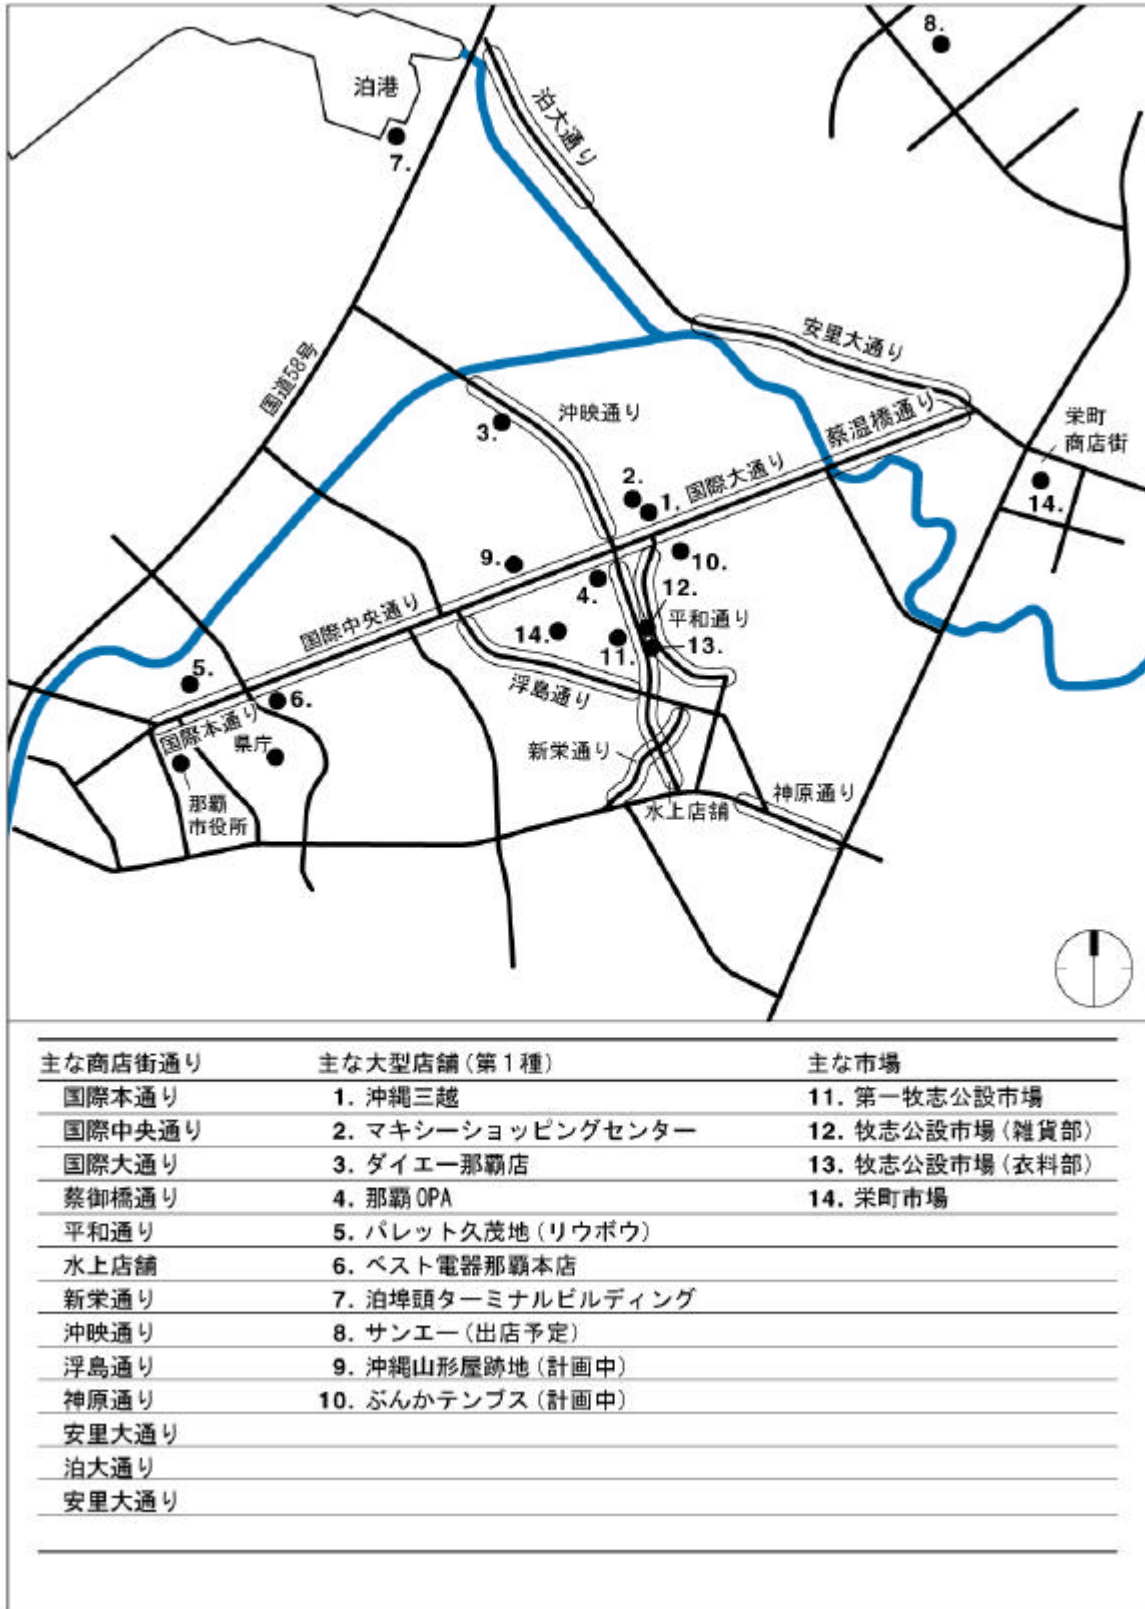 8.
泊港
泊大通り
7.
安里大通り
国道58号
沖映通り
3.
蔡温橋通り
栄町
商店街
2.
1.
国際大通り
14.
9.
10.
4.
12.
国際中央通り
14.
平和通り
11.
13.
5.
浮島通り
6.
国際本通り
県庁
新栄通り
那覇
市役所
水上店舗
神原通り
主な商店街通り
国際本通り
国際中央通り
国際大通り
蔡御橋通り
平和通り
水上店舗
新栄通り
沖映通り
浮島通り
神原通り
安里大通り
泊大通り
安里大通り
主な大型店舗(第1種)
1. 沖縄三越
2. マキシーショッピングセンター
3. ダイエー那覇店
4. 那覇OPA
5. パレット久茂地(リウボウ)
6. ベスト電器那覇本店
7. 泊埠頭ターミナルビルディング
8. サンエー(出店予定)
9. 沖縄山形屋跡地(計画中)
10. ぶんかテンブス(計画中)
主な市場
11. 第一牧志公設市場
12. 牧志公設市場(雑貨部)
13. 牧志公設市場(衣料部)
14. 栄町市場